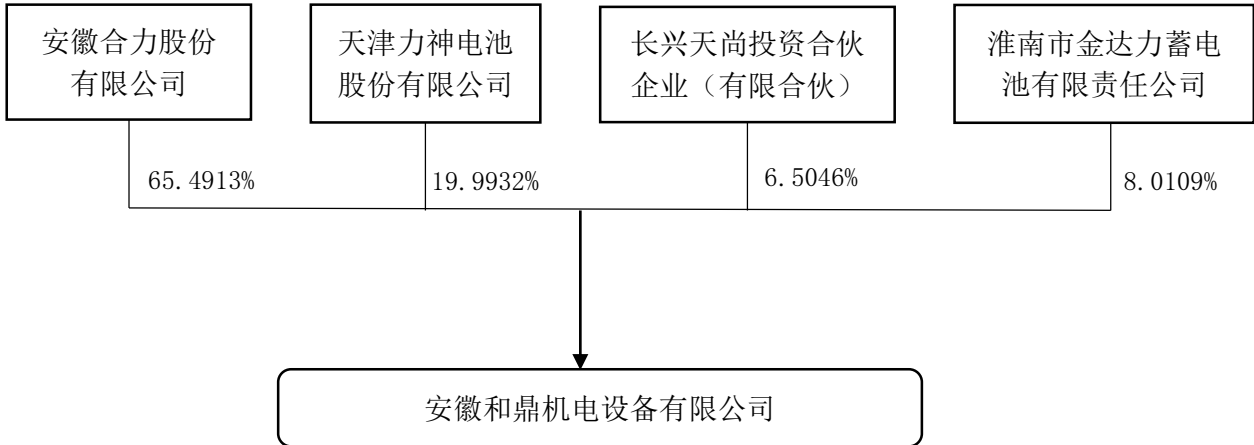 安徽合力股份
有限公司
天津力神电池
股份有限公司
长兴天尚投资合伙
企业（有限合伙）
淮南市金达力蓄电
池有限责任公司
65.4913%
19.9932%
6.5046%
8.0109%
安徽和鼎机电设备有限公司